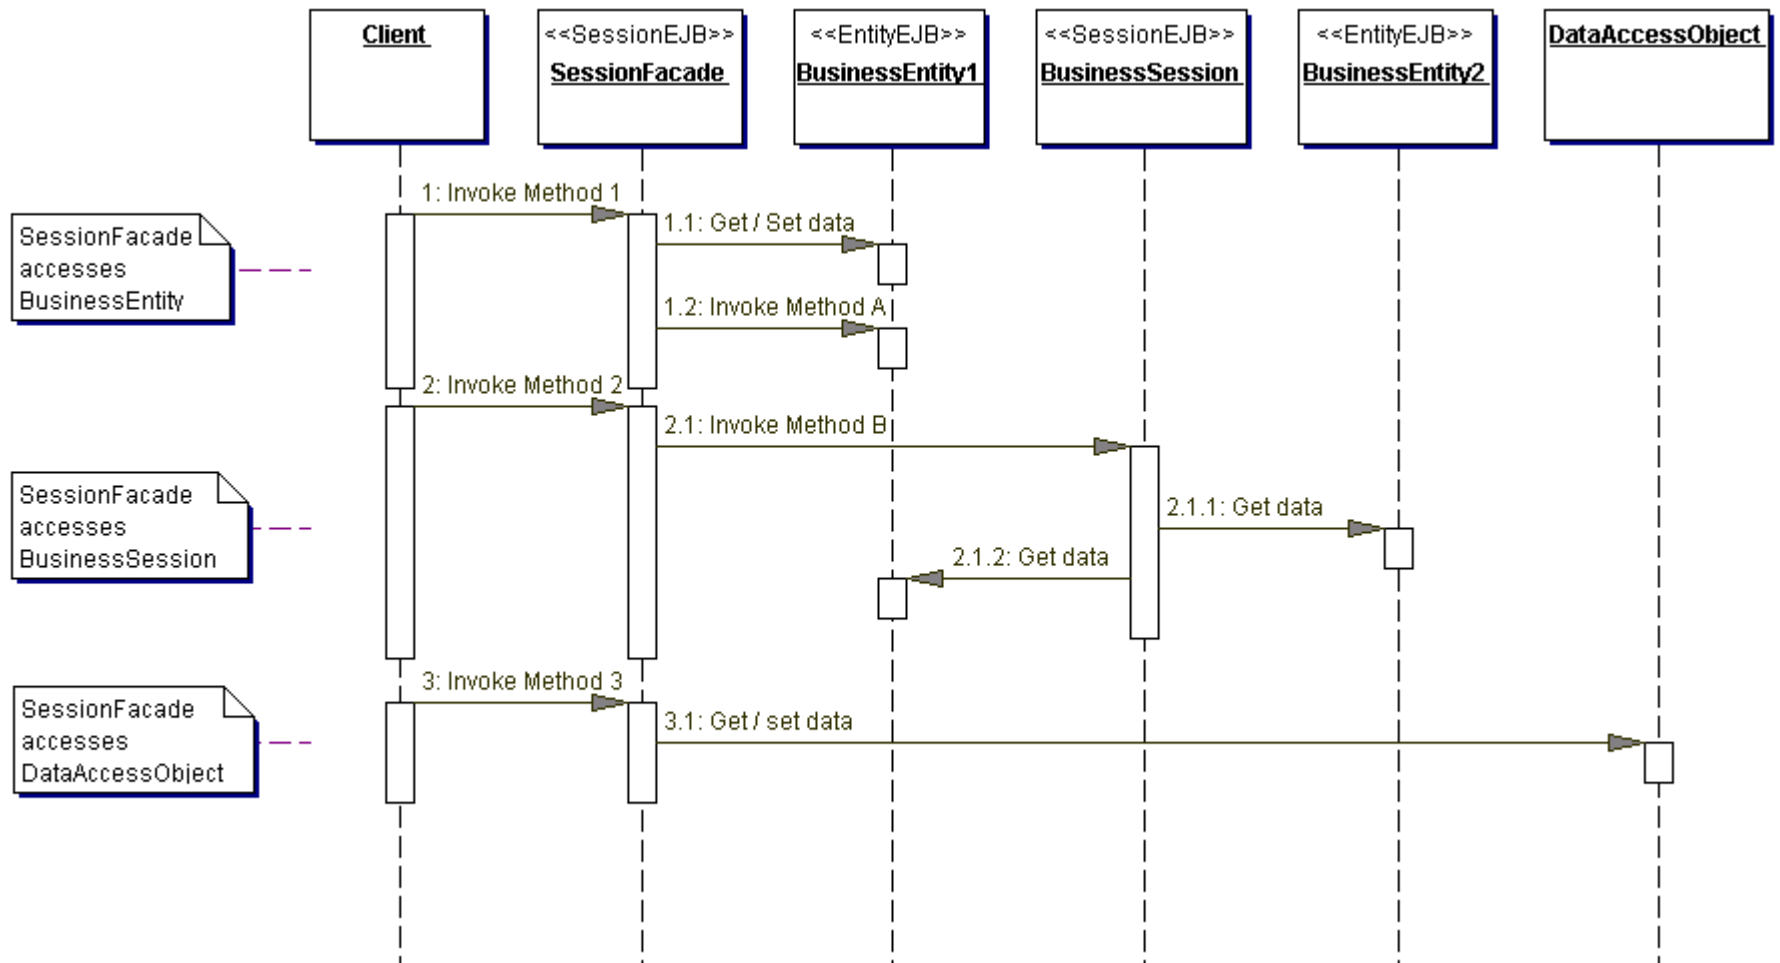 Client
<<SessionEJB>>
SessionFacade
<<EntityEJB>>
BusinessEntity1
<<SessionEJB>>
BusinessSession
<<EntityEJB>>
BusinessEntity2
DataAccessObject
1: Invoke Method 1
SessionFacade
accesses
BusinessEntity
1.1: Get / Set data
1.2: Invoke Method A
2: Invoke Method 2
2.1: Invoke Method B
SessionFacade
accesses
BusinessSession
2.1.1: Get data
2.1.2: Get data
3: Invoke Method 3
SessionFacade
accesses
DataAccessObject
3.1: Get / set data